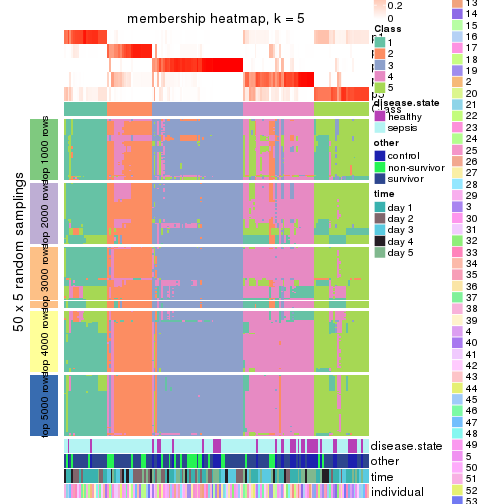 membership heatmap, k = 5
50 x 5 random samplings
top 1000 rows
top 2000 rows
top 3000 rows
top 4000 rows
top 5000 rows
disease.state
other
time
individual
0.2
0
Class
1
2
3
4
5
disease.state
healthy
sepsis
other
control
non-survivor
survivor
time
day 1
day 2
day 3
day 4
day 5
13
14
15
16
17
18
19
2
20
21
22
23
24
25
26
27
28
29
3
30
31
32
33
34
35
36
37
38
39
4
40
41
42
43
44
45
46
47
48
49
5
50
51
52
53